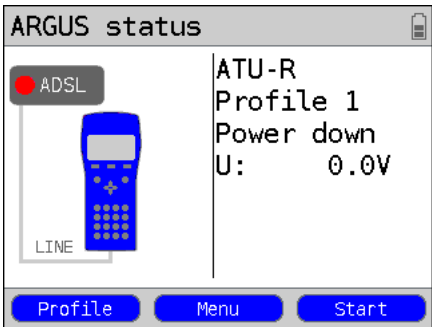 ARGUS status
ADSL
LINE
ATU-R
Profile 1
Power down
U: 0.0V
Profile Menu Start